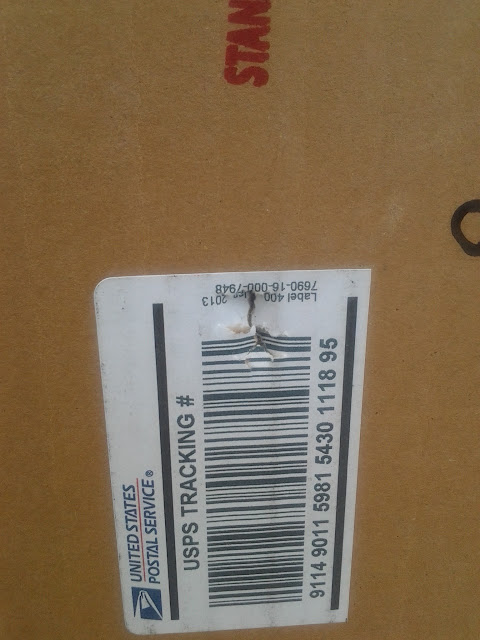 STAN
UNITED STATES
POSTAL SERVICE®
USPS TRACKING #
9114 9011 5981 5430 1118 95
Label 400 2013
7690-16-000-7948